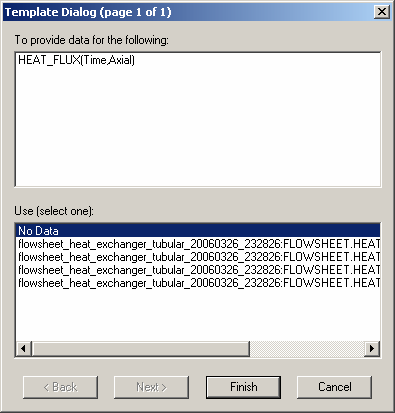 Template Dialog (page 1 of 1)
To provide data for the following:
HEAT_FLUX(Time,Axial)
Use (select one):
No Data
flowsheet_heat_exchanger_tubular_20060326_232826:FLOWSHEET.HEAT
flowsheet_heat_exchanger_tubular_20060326_232826:FLOWSHEET.HEAT
flowsheet_heat_exchanger_tubular_20060326_232826:FLOWSHEET.HEAT
flowsheet_heat_exchanger_tubular_20060326_232826:FLOWSHEET.HEAT
< Back Next > Finish Cancel